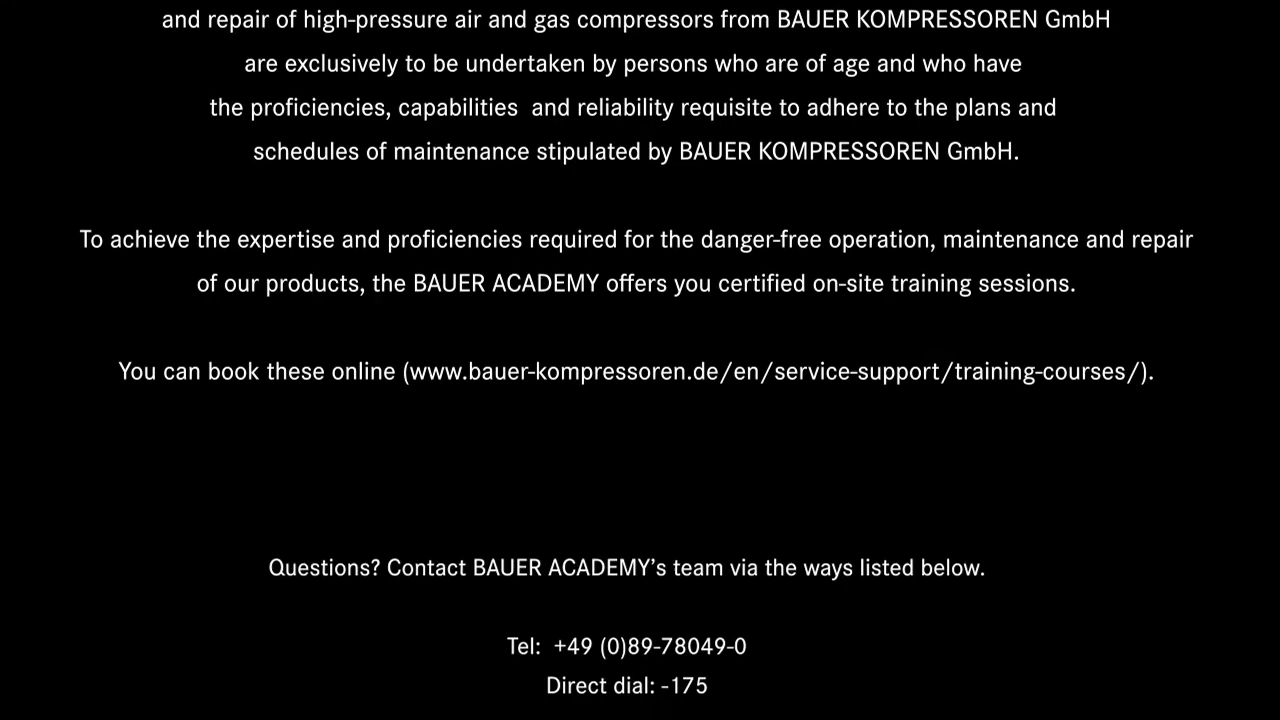 and repair of high-pressure air and gas compressors from BAUER KOMPRESSOREN GmbH
are exclusively to be undertaken by persons who are of age and who have
the proficiencies, capabilities  and reliability requisite to adhere to the plans and
schedules of maintenance stipulated by BAUER KOMPRESSOREN GmbH.
To achieve the expertise and proficiencies required for the danger-free operation, maintenance and repair
of our products, the BAUER ACADEMY offers you certified on-site training sessions.
You can book these online (www.bauer-kompressoren.de/en/service-support/training-courses/).
Questions? Contact BAUER ACADEMY’s team via the ways listed below.
Tel:  +49 (0)89-78049-0
Direct dial: -175